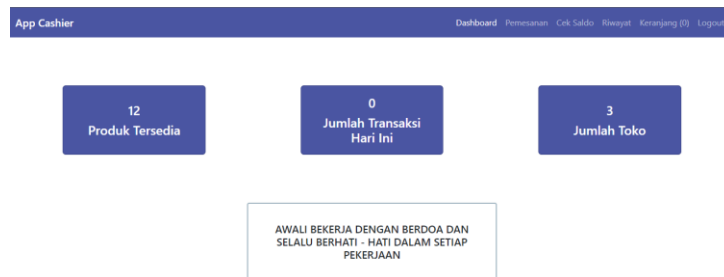 App Cashier
Dashboard Pemesanan Cek Saldo Riwayat Keranjang (0) Logout
12
Produk Tersedia
0
Jumlah Transaksi
Hari Ini
3
Jumlah Toko
AWALI BEKERJA DENGAN BERDOA DAN
SELALU BERHATI - HATI DALAM SETIAP
PEKERJAAN